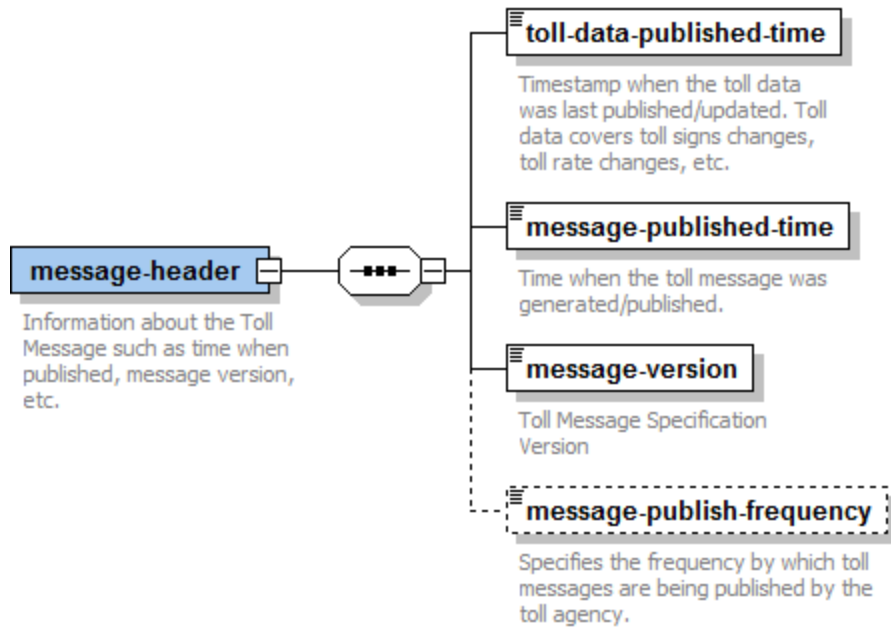 toll-data-published-time
Timestamp when the toll data
was last published/updated. Toll
data covers toll signs changes,
toll rate changes, etc.
message-published-time
Time when the toll message was
generated/published.
message-header
Information about the Toll
Message such as time when
published, message version,
etc.
message-version
Toll Message Specification
Version
message-publish-frequency
Specifies the frequency by which toll
messages are being published by the
toll agency.